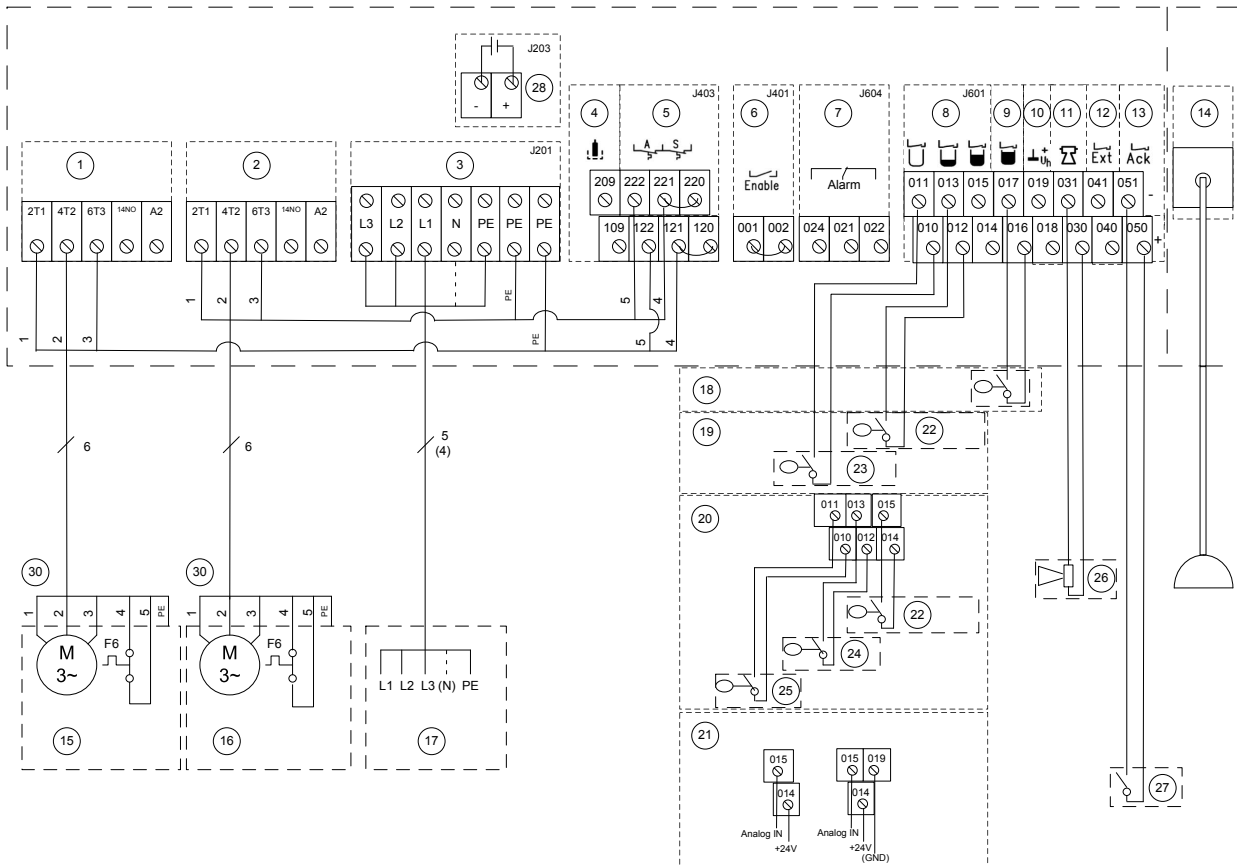 J203
- + 28
1
2T1 4T2 6T3 14NO A2
2
2T1 4T2 6T3 14NO A2
3
J201
L3 L2 L1 N PE PE PE
4
J403
5
A S
209 222 221 220
109 122 121 120
J401
6
Enable
001 002
J604
7
Alarm
024 021 022
J601
8 9 10 11 12 13
+
Uh
Ext Ack
011 013 015 017 019 031 041 051 -
010 012 014 016 018 030 040 050 +
14
1 2 3
PE
5 4
1 2 3
PE
5 4
6
6
5
(4)
18
19
22
23
20
011 013 015
010 012 014
22
24
25
21
015
014
Analog IN
+24V
015 019
014
Analog IN
+24V
(GND)
26
27
30
1 2 3 4 5 PE
M
3~
F6
15
30
1 2 3 4 5 PE
M
3~
F6
16
L1 L2 L3 (N) PE
17